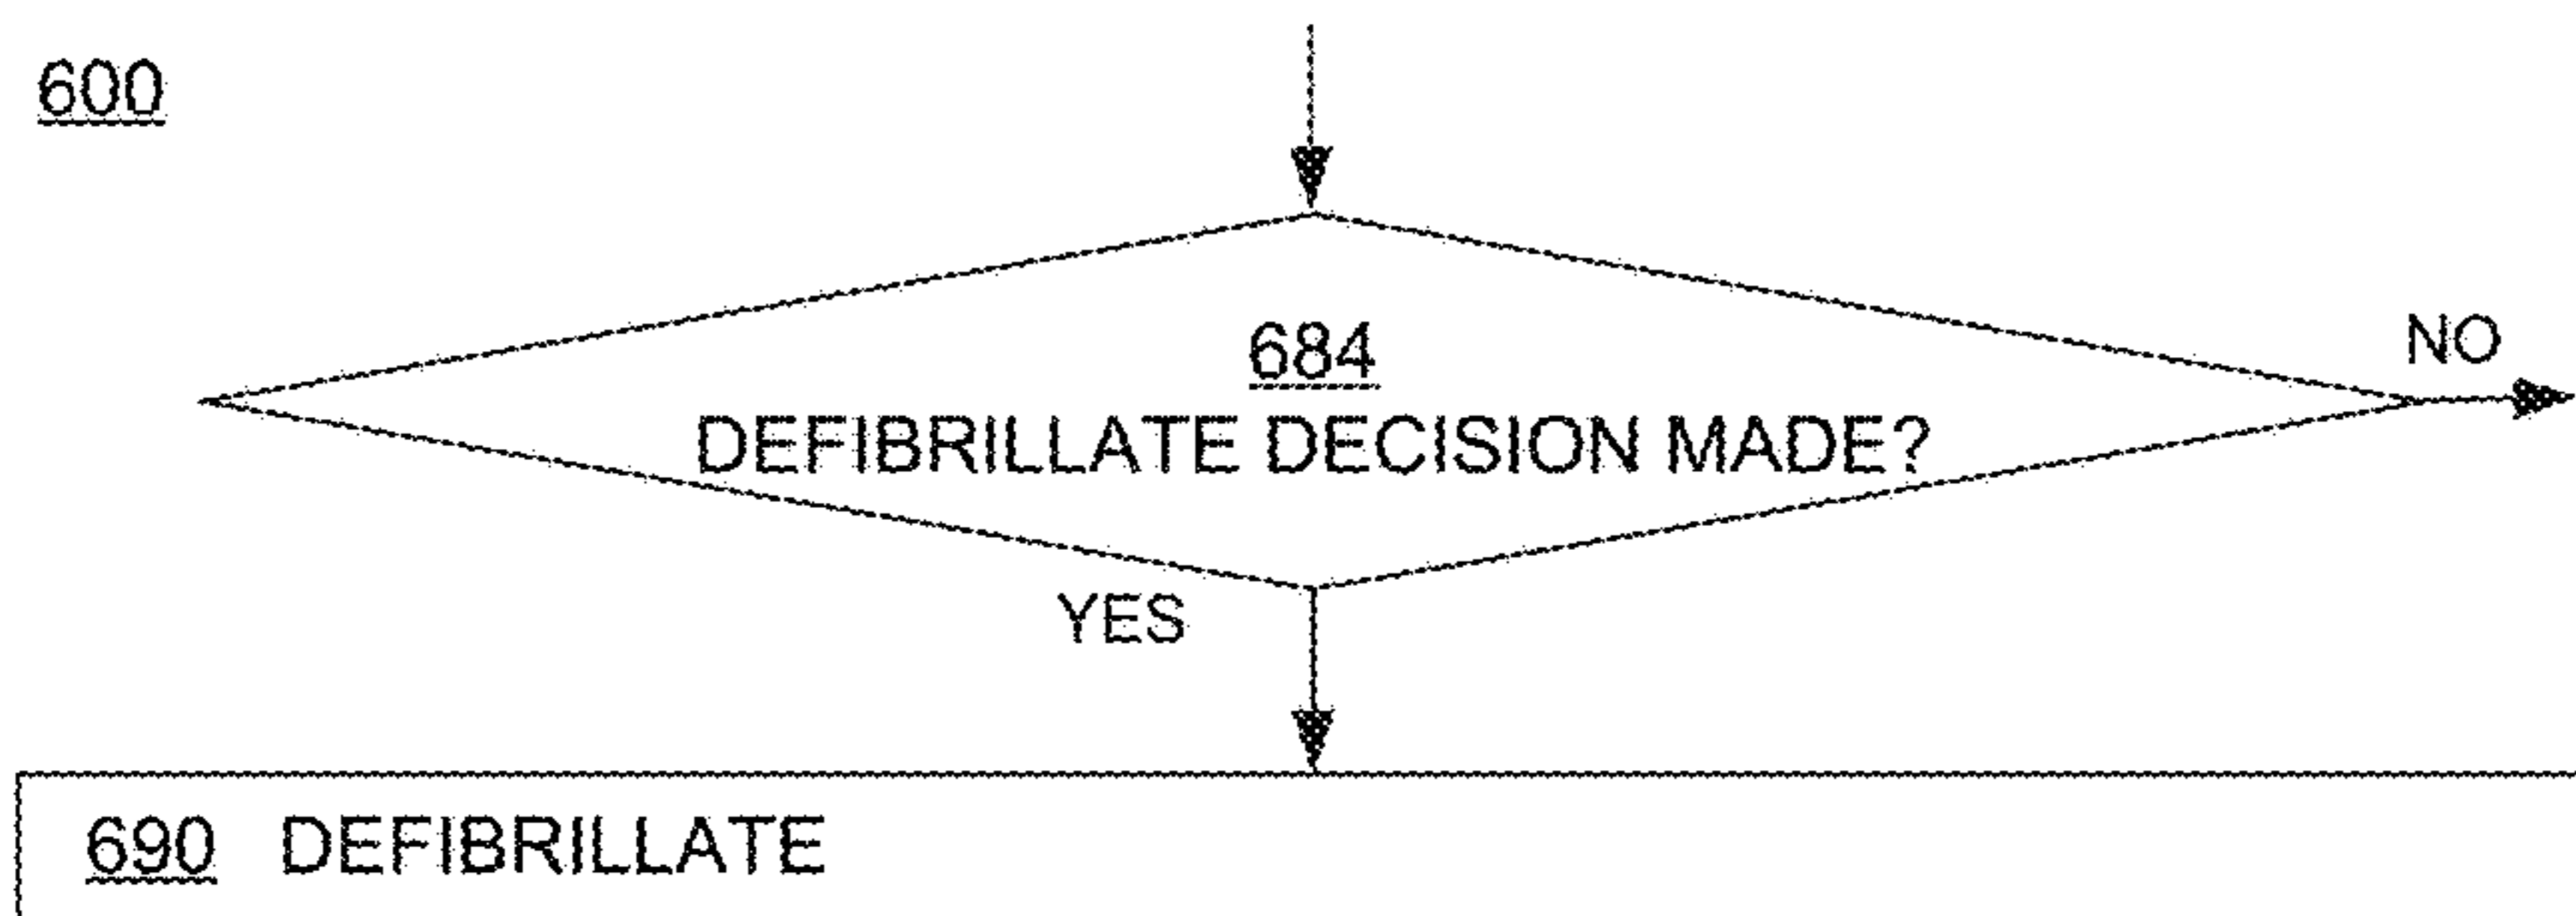 600
684
NO
DEFIBRILLATE DECISION MADE?
YES
690 DEFIBRILLATE